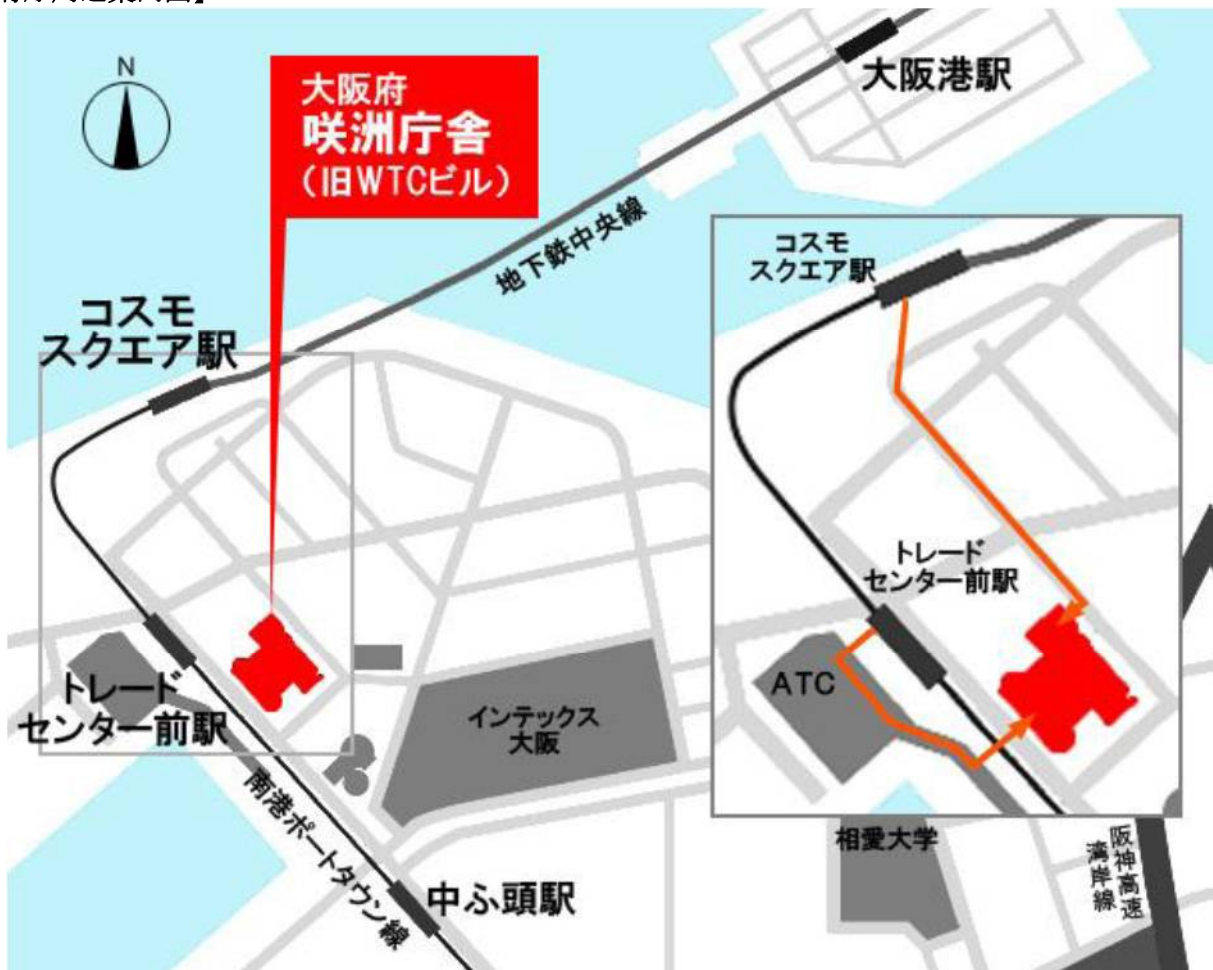 N
大阪府
咲洲庁舎
（旧WTCビル）
大阪港駅
地下鉄中央線
コスモ
スクエア駅
トレード
センター前駅
インテックス
大阪
南港ポートタウン線
中ふ頭駅
コスモ
スクエア駅
トレード
センター前駅
ATC
相愛大学
阪神高速
湾岸線